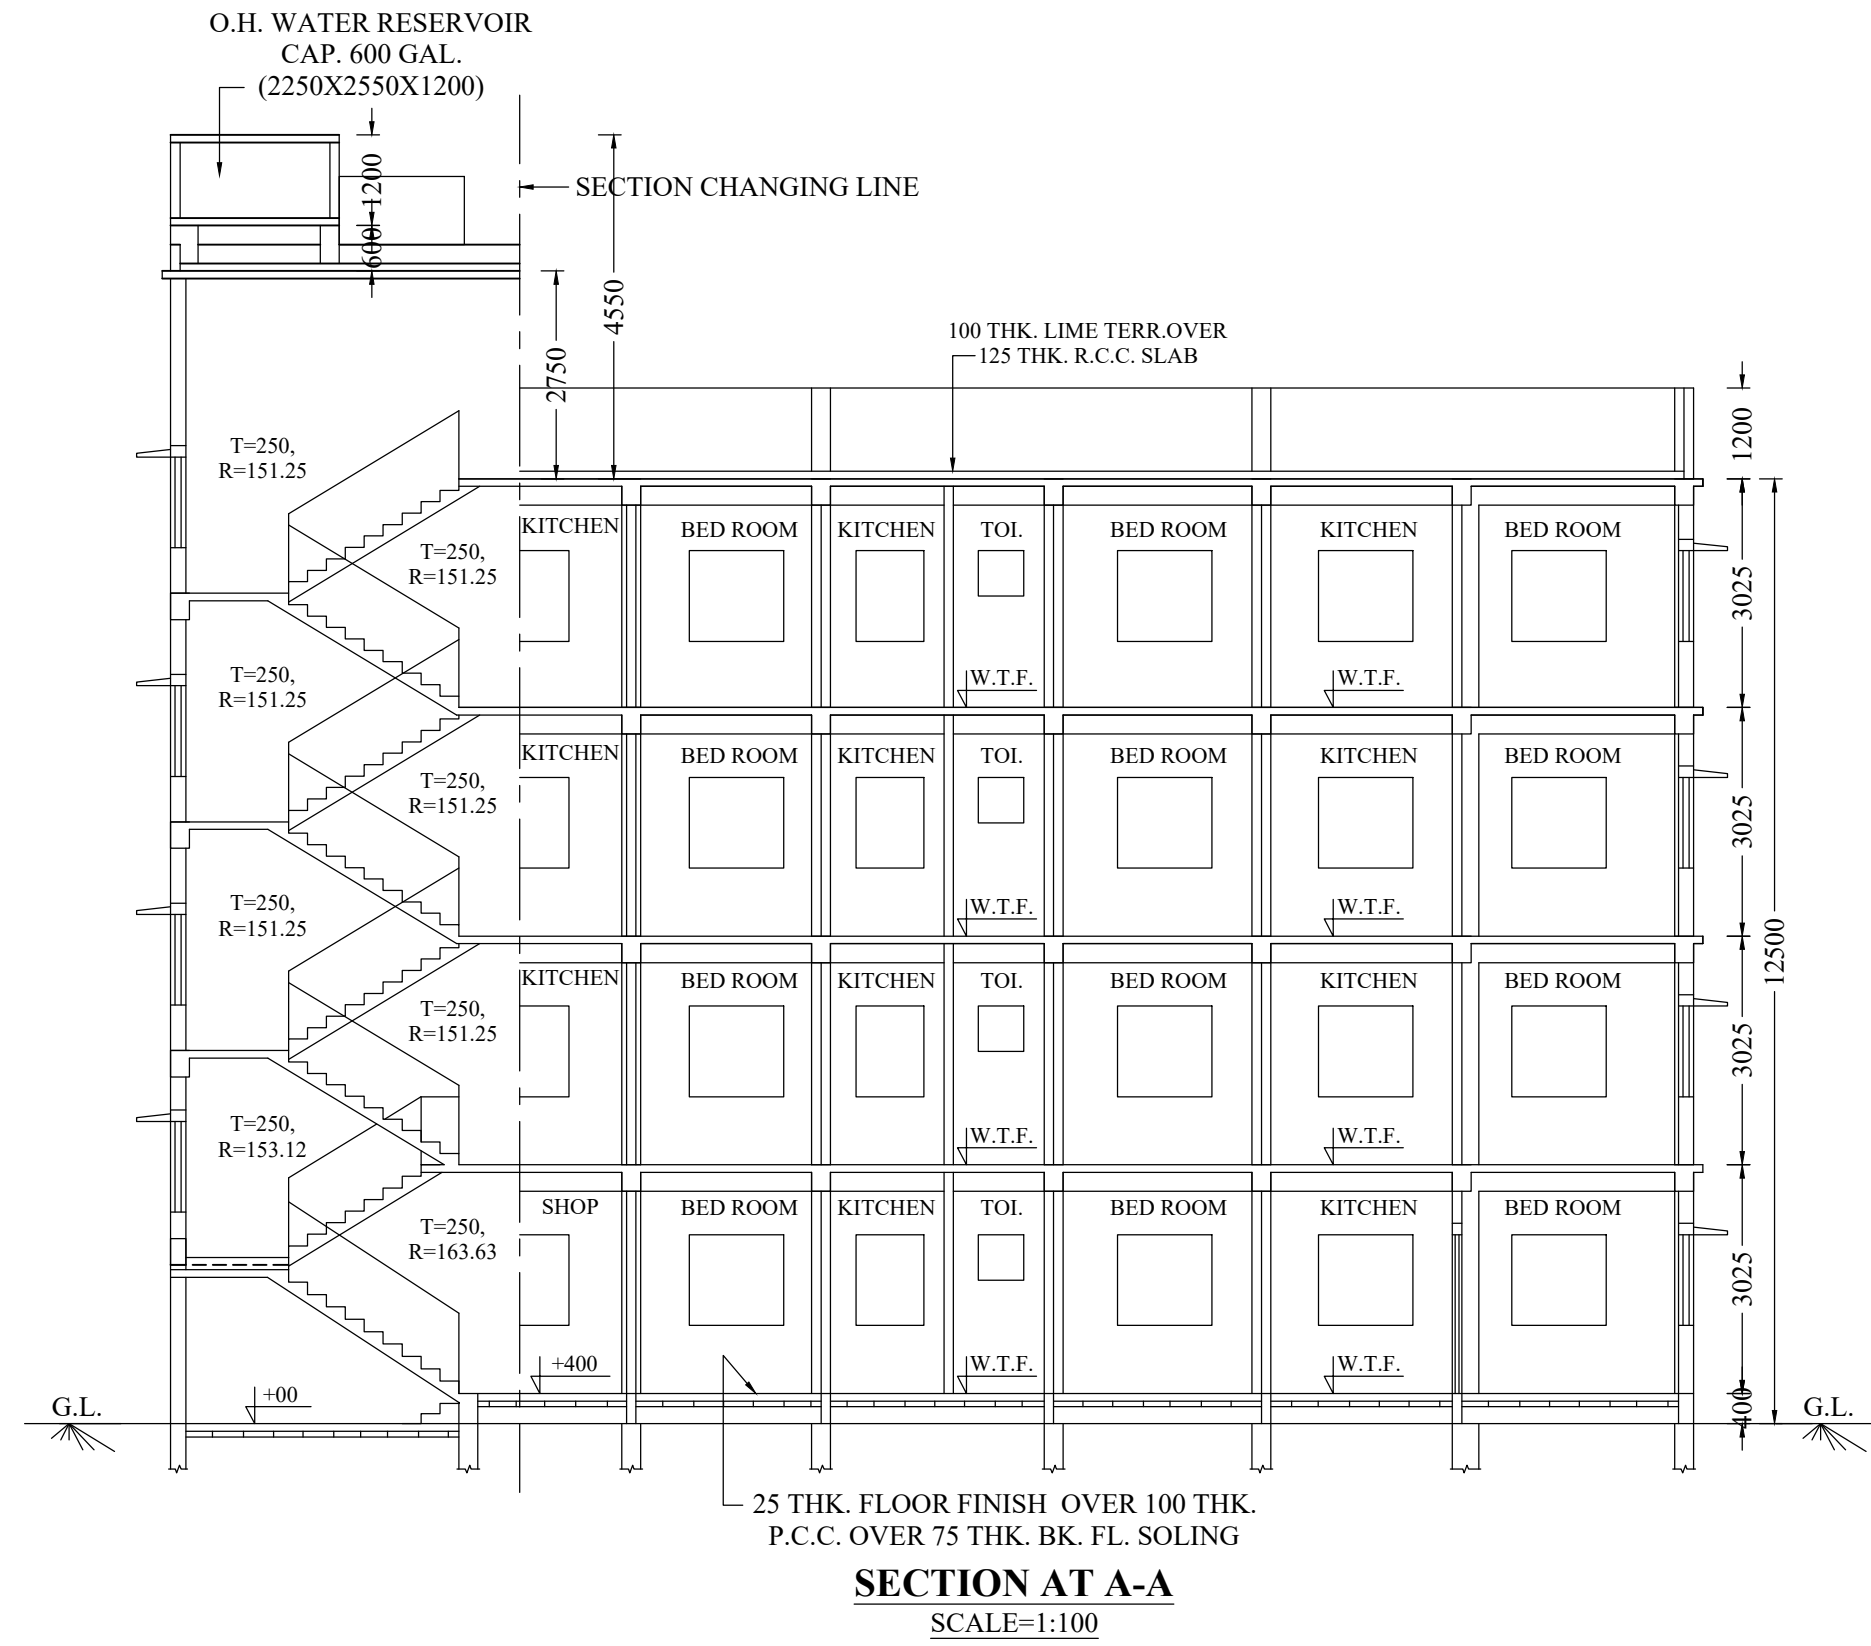 O.H. WATER RESERVOIR
CAP. 600 GAL.
(2250X2550X1200)
1200
600
SECTION CHANGING LINE
4550
2750
100 THK. LIME TERR.OVER
125 THK. R.C.C. SLAB
1200
T=250,
R=151.25
KITCHEN
BED ROOM
KITCHEN
TOI.
BED ROOM
KITCHEN
BED ROOM
T=250,
R=151.25
3025
T=250,
R=151.25
W.T.F.
W.T.F.
KITCHEN
BED ROOM
KITCHEN
TOI.
BED ROOM
KITCHEN
BED ROOM
T=250,
R=151.25
3025
T=250,
R=151.25
W.T.F.
W.T.F.
12500
KITCHEN
BED ROOM
KITCHEN
TOI.
BED ROOM
KITCHEN
BED ROOM
T=250,
R=151.25
3025
T=250,
R=153.12
W.T.F.
W.T.F.
SHOP
BED ROOM
KITCHEN
TOI.
BED ROOM
KITCHEN
BED ROOM
T=250,
R=163.63
3025
+400
W.T.F.
W.T.F.
+00
400
G.L.
G.L.
25 THK. FLOOR FINISH OVER 100 THK.
P.C.C. OVER 75 THK. BK. FL. SOLING
SECTION AT A-A
SCALE=1:100